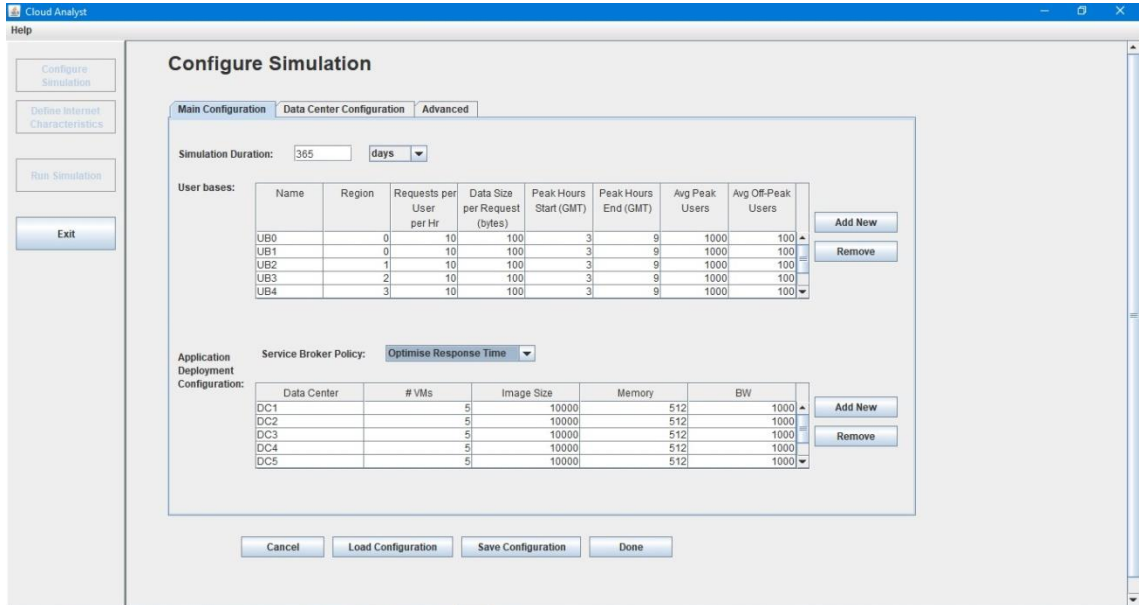 Cloud Analyst
Help
Configure
Simulation
Define Internet
Characteristics
Run Simulation
Exit
Configure Simulation
Main Configuration Data Center Configuration Advanced
Simulation Duration: 365 days
User bases:
Name Region Requests per User per Hr Data Size per Request (bytes) Peak Hours Start (GMT) Peak Hours End (GMT) Avg Peak Users Avg Off-Peak Users
UB0 0 10 100 3 9 1000 100
UB1 0 10 100 3 9 1000 100
UB2 1 10 100 3 9 1000 100
UB3 2 10 100 3 9 1000 100
UB4 3 10 100 3 9 1000 100
Add New
Remove
Application
Deployment
Configuration:
Service Broker Policy: Optimise Response Time
Data Center # VMs Image Size Memory BW
DC1 5 10000 512 1000
DC2 5 10000 512 1000
DC3 5 10000 512 1000
DC4 5 10000 512 1000
DC5 5 10000 512 1000
Add New
Remove
Cancel Load Configuration Save Configuration Done